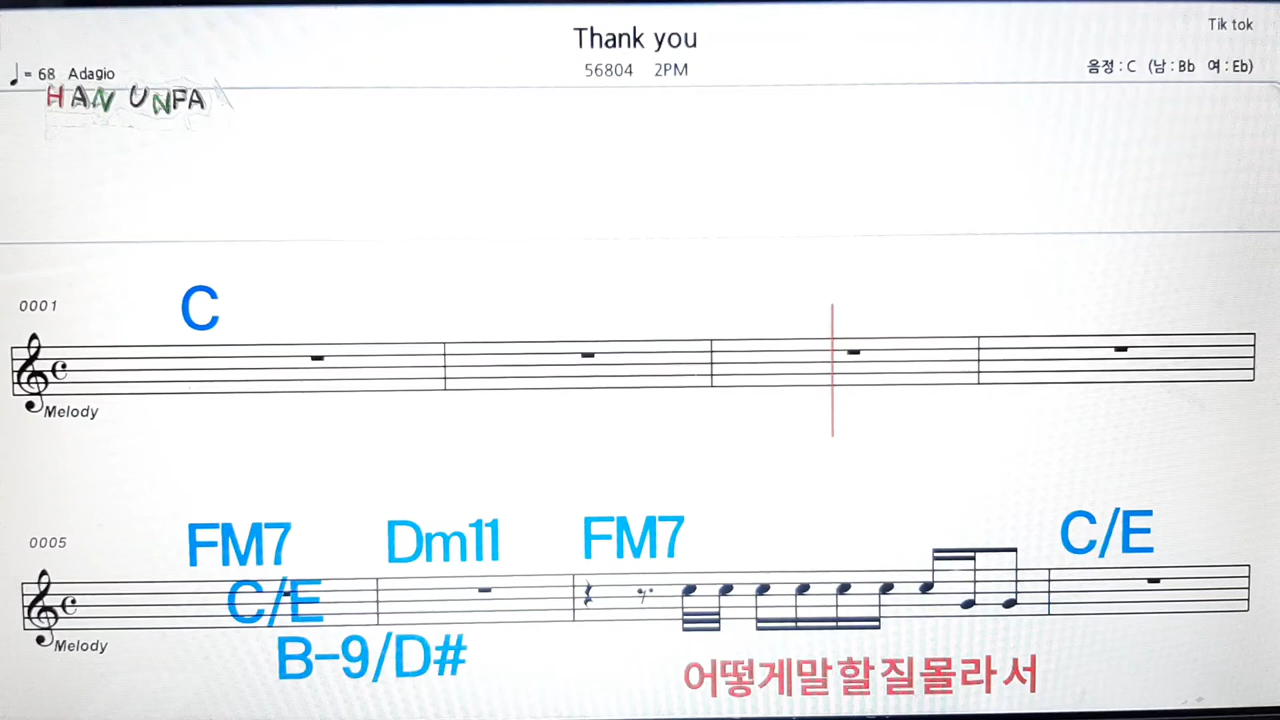 Thank you
Tik tok
♩ = 68 Adagio
56804 2PM
음정 : C (남 : Bb 여 : Eb)
HAN UNFA
0001
C
Melody
0005
FM7 Dm11 FM7 C/E
C/E
B-9/D#
Melody
어떻게말할질몰라서